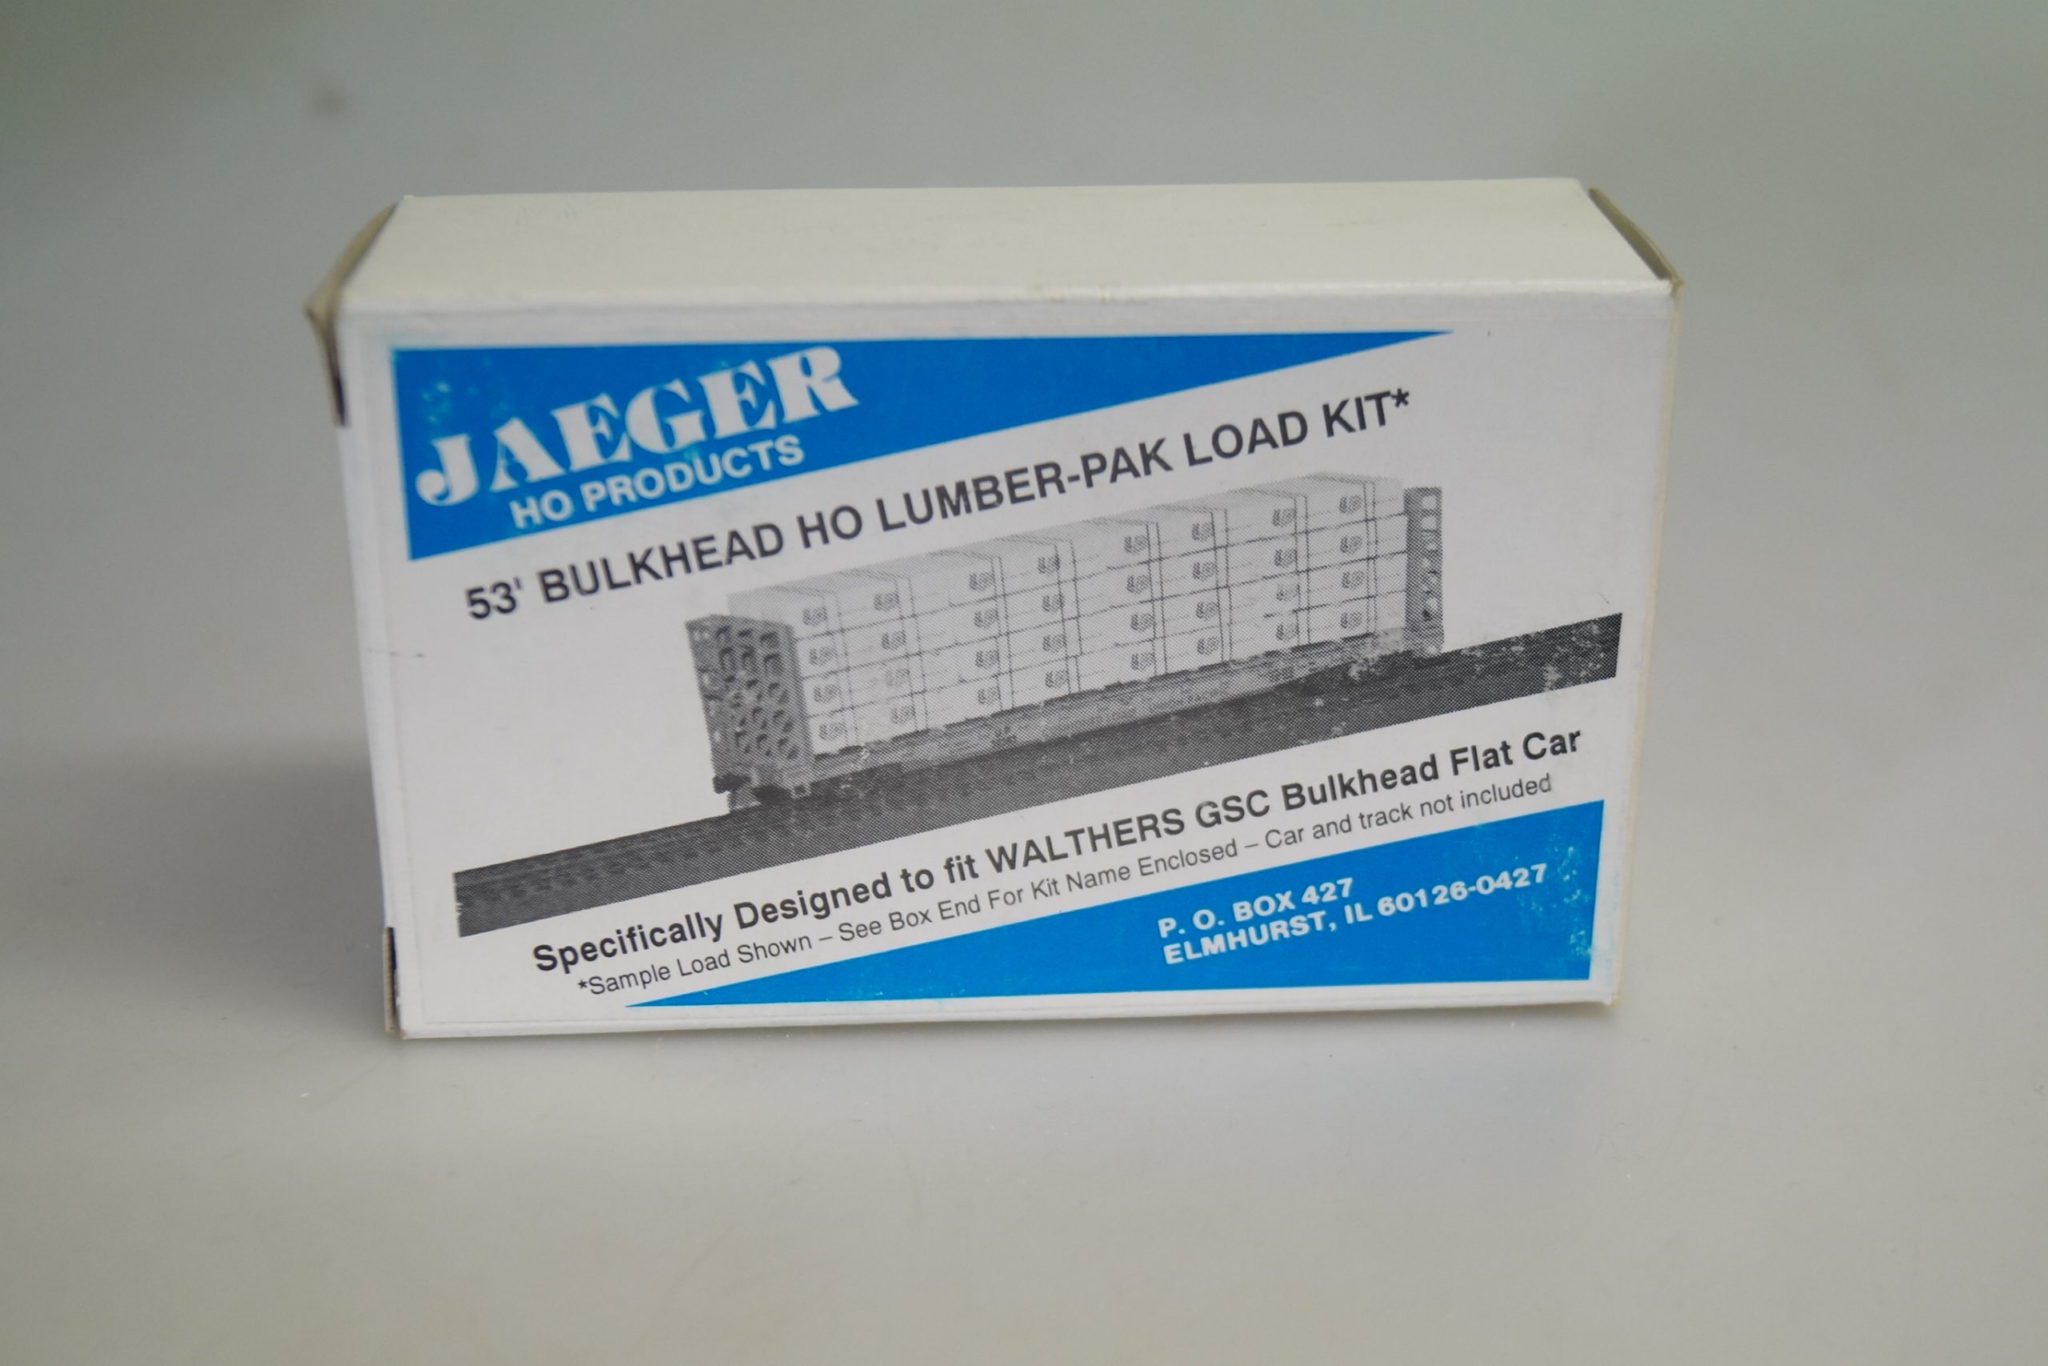 JAEGER
HO PRODUCTS
53' BULKHEAD HO LUMBER-PAK LOAD KIT*
Specifically Designed to fit WALTHERS GSC Bulkhead Flat Car
*Sample Load Shown – See Box End For Kit Name Enclosed – Car and track not included
P. O. BOX 427
ELMHURST, IL 60126-0427